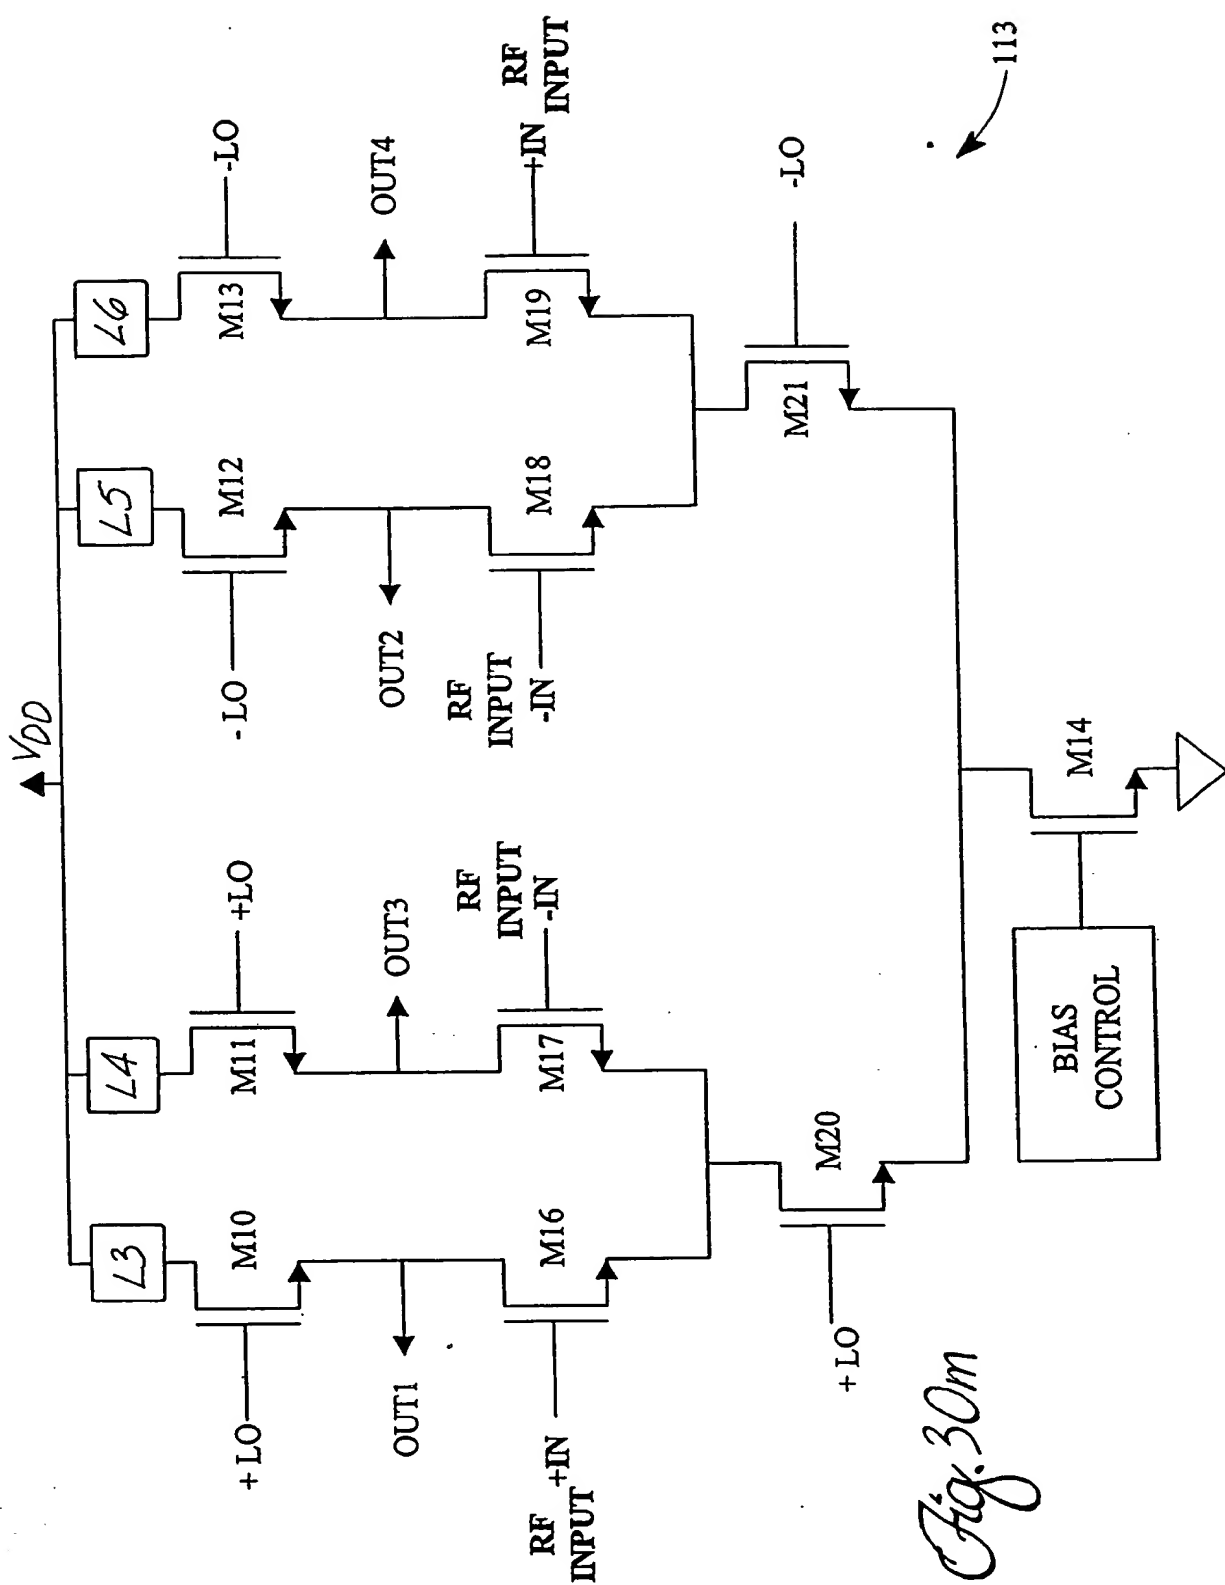 VDD
L3
L4
L5
L6
+LO
M10
M11
+LO
-LO
M12
M13
-LO
OUT1
OUT3
OUT2
OUT4
RF
INPUT
+IN
M16
M17
RF
INPUT
-IN
RF
INPUT
-IN
M18
M19
RF
INPUT
+IN
+LO
M20
M21
-LO
BIAS
CONTROL
M14
113
Fig. 30m